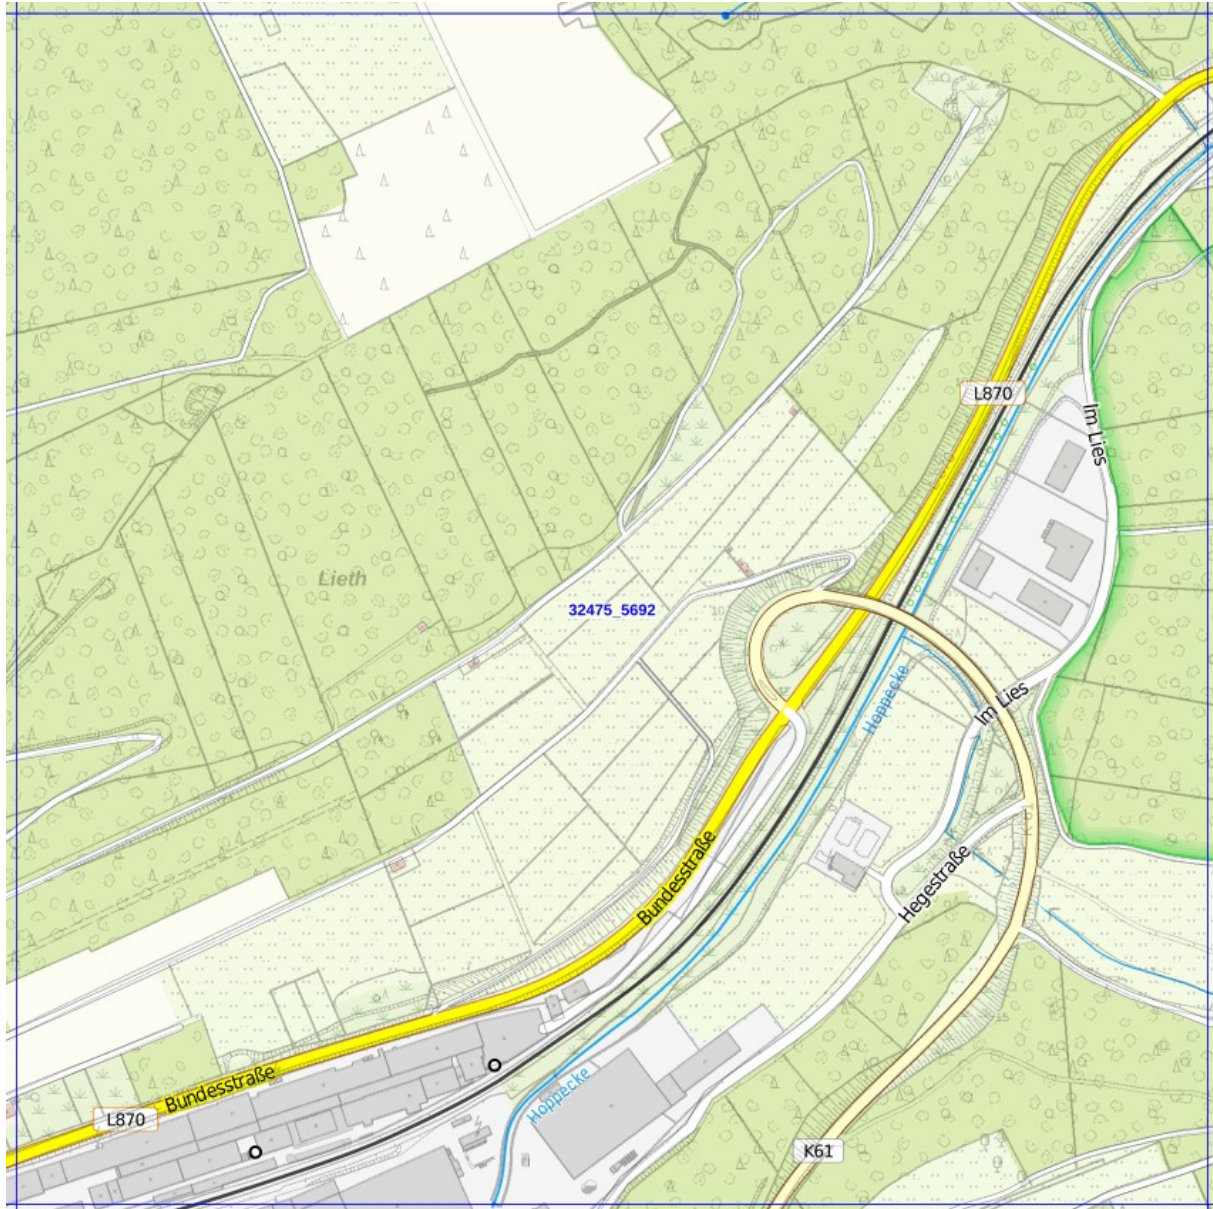 L870
Im Lies
Lieth
32475_5692
Hoppecke
Im Lies
Bundesstraße
Hegestraße
Bundesstraße
Hoppecke
L870
K61